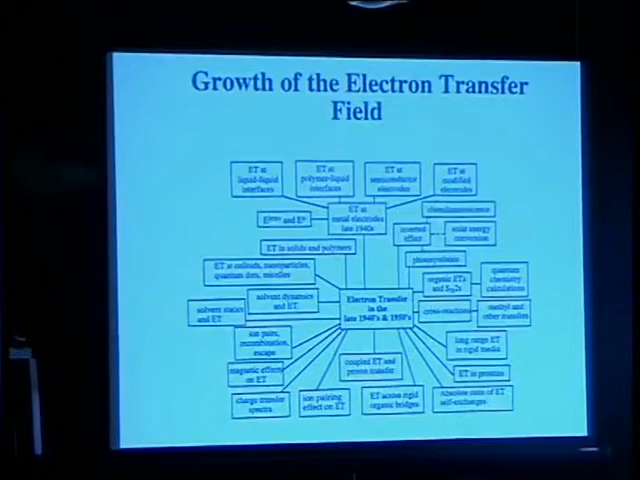 Growth of the Electron Transfer
Field
ET at
liquid-liquid
interfaces
ET at
polymer-liquid
interfaces
ET at
semiconductor
electrodes
ET at
modified
electrodes
ET at
metal electrodes
late 1940s
chemiluminescence
inverted
effect
solar energy
conversion
ET in solids and polymers
photosynthesis
ET at colloids, nanoparticles,
quantum dots, micelles
organic ETs
and
quantum
chemistry
calculations
solvent dynamics
and ET
Electron Transfer
in the
late 1940's & 1950's
solvent statics
and ET
cross-reactions
methyl and
other transfers
ion pairs,
recombination,
escape
long range ET
in rigid media
magnetic effects
on ET
coupled ET and
proton transfer
ET in proteins
charge transfer
spectra
ion pairing
effect on ET
ET across rigid
organic bridges
Absolute rates of ET
self-exchanges